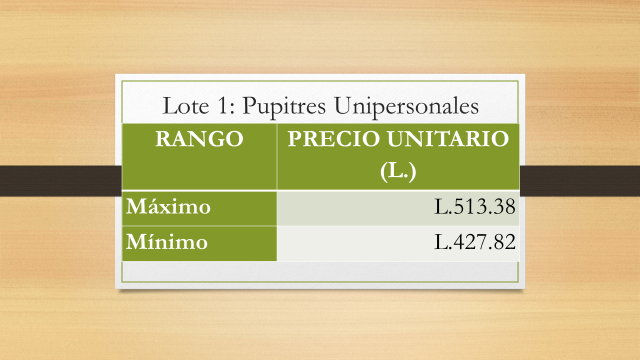 Lote 1: Pupitres Unipersonales
RANGO PRECIO UNITARIO
(L.)
Máximo L.513.38
Mínimo L.427.82